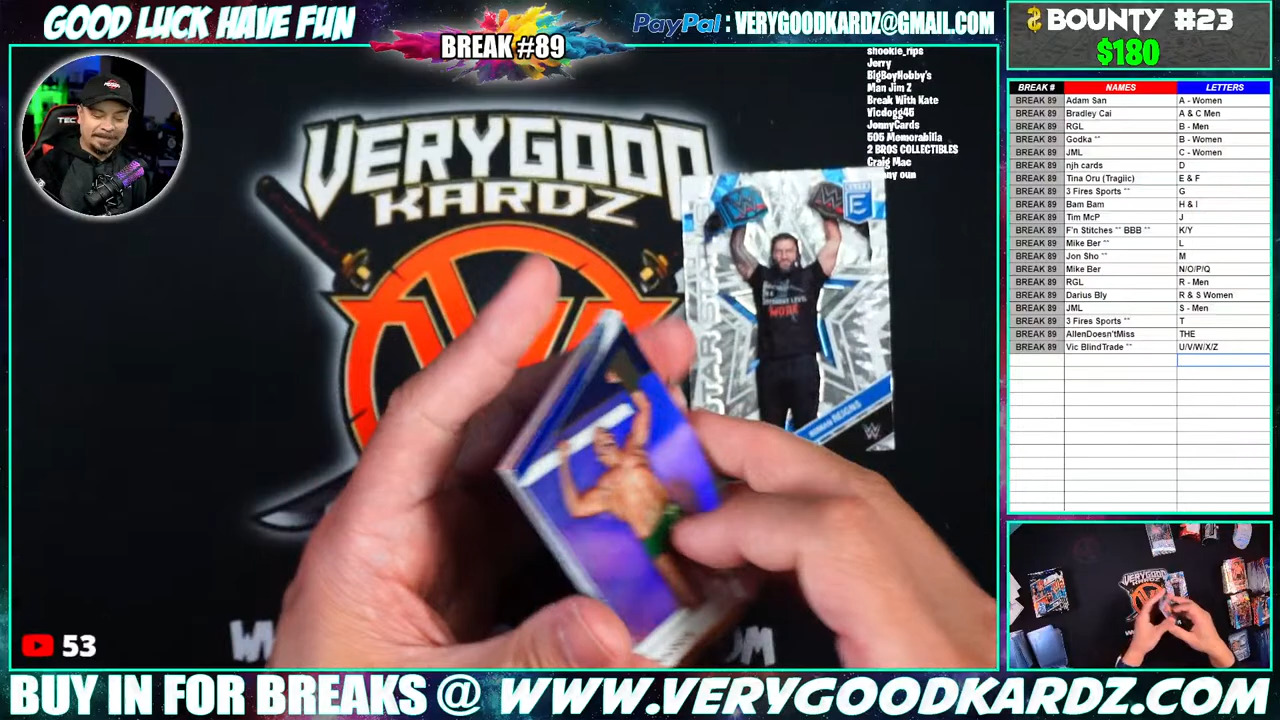 GOOD LUCK HAVE FUN
BREAK #89
PayPal : VERYGOODKARDZ@GMAIL.COM
$ BOUNTY #23
$180
shookie_rips
Jerry
BigBoyHobby's
Man Jim Z
Break With Kate
Vicdogg45
JonnyCards
505 Memorabilia
2 BROS COLLECTIBLES
Craig Mac
BREAK # NAMES LETTERS
BREAK 89 Adam San A - Women
BREAK 89 Bradley Cai A & C Men
BREAK 89 RGL B - Men
BREAK 89 Godka ** B - Women
BREAK 89 JML C - Women
BREAK 89 njh cards D
BREAK 89 Tina Oru (Tragiic) E & F
BREAK 89 3 Fires Sports ** G
BREAK 89 Bam Bam H & I
BREAK 89 Tim McP J
BREAK 89 F'n Stitches ** BBB ** K/Y
BREAK 89 Mike Ber ** L
BREAK 89 Jon Sho ** M
BREAK 89 Mike Ber N/O/P/Q
BREAK 89 RGL R - Men
BREAK 89 Darius Bly R & S Women
BREAK 89 JML S - Men
BREAK 89 3 Fires Sports ** T
BREAK 89 AllenDoesn'tMiss THE
BREAK 89 Vic BlindTrade ** U/V/W/X/Z
VERYGOOD
KARDZ
STAR
WORK
REIGNS
53
BUY IN FOR BREAKS @ WWW.VERYGOODKARDZ.COM